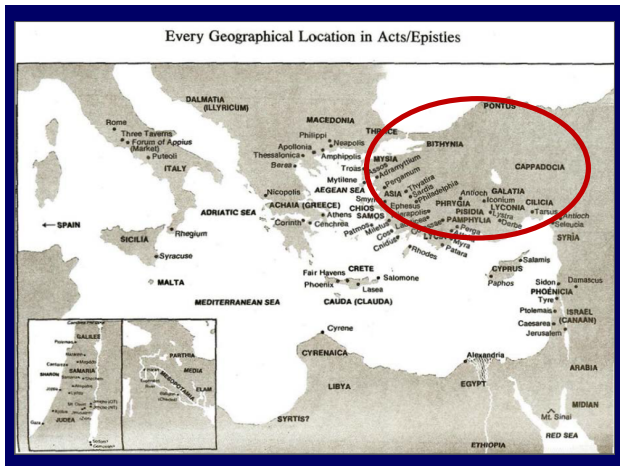 Every Geographical Location in Acts/Epistles
DALMATIA
(ILLYRICUM)
PONTUS
Rome
Three Taverns
Forum of Appius
(Market)
Puteoli
ITALY
MACEDONIA
Philippi
Neapolis
Apollonia
Amphipolis
Thessalonica
Berea
THRACE
BITHYNIA
MYSIA
Troas
Assos
Adramyttium
Pergamum
Mytilene
CAPPADOCIA
AEGEAN SEA
ASIA
Thyatira
Sardis
Philadelphia
Smyrna
Antioch
GALATIA
Iconium
PHRYGIA
LYCONIA
CILICIA
Nicopolis
ACHAIA (GREECE)
CHIOS
Ephesus
Hierapolis
PISIDIA
Lystra
Derbe
Tarsus
Antioch
Seleucia
SPAIN
ADRIATIC SEA
Athens
Corinth
Cenchrea
SAMOS
Patmos
Miletus
Cos
Cnidus
PAMPHYLIA
Perga
Myra
Patara
Rhodes
SYRIA
SICILIA
Rhegium
Syracuse
MALTA
CRETE
Fair Havens
Phoenix
Salomone
Lasea
CAUDA (CLAUDA)
CYPRUS
Salamis
Paphos
Sidon
Damascus
PHOENICIA
Tyre
Ptolemais
ISRAEL
(CANAAN)
Caesarea
Jerusalem
MEDITERRANEAN SEA
Cyrene
CYRENAICA
LIBYA
SYRTIS?
Alexandria
EGYPT
ETHIOPIA
ARABIA
MIDIAN
Mt. Sinai
RED SEA
GALILEE
SHARON
SAMARIA
JUDEA
Gaza
PARTHIA
MEDIA
MESOPOTAMIA
ELAM